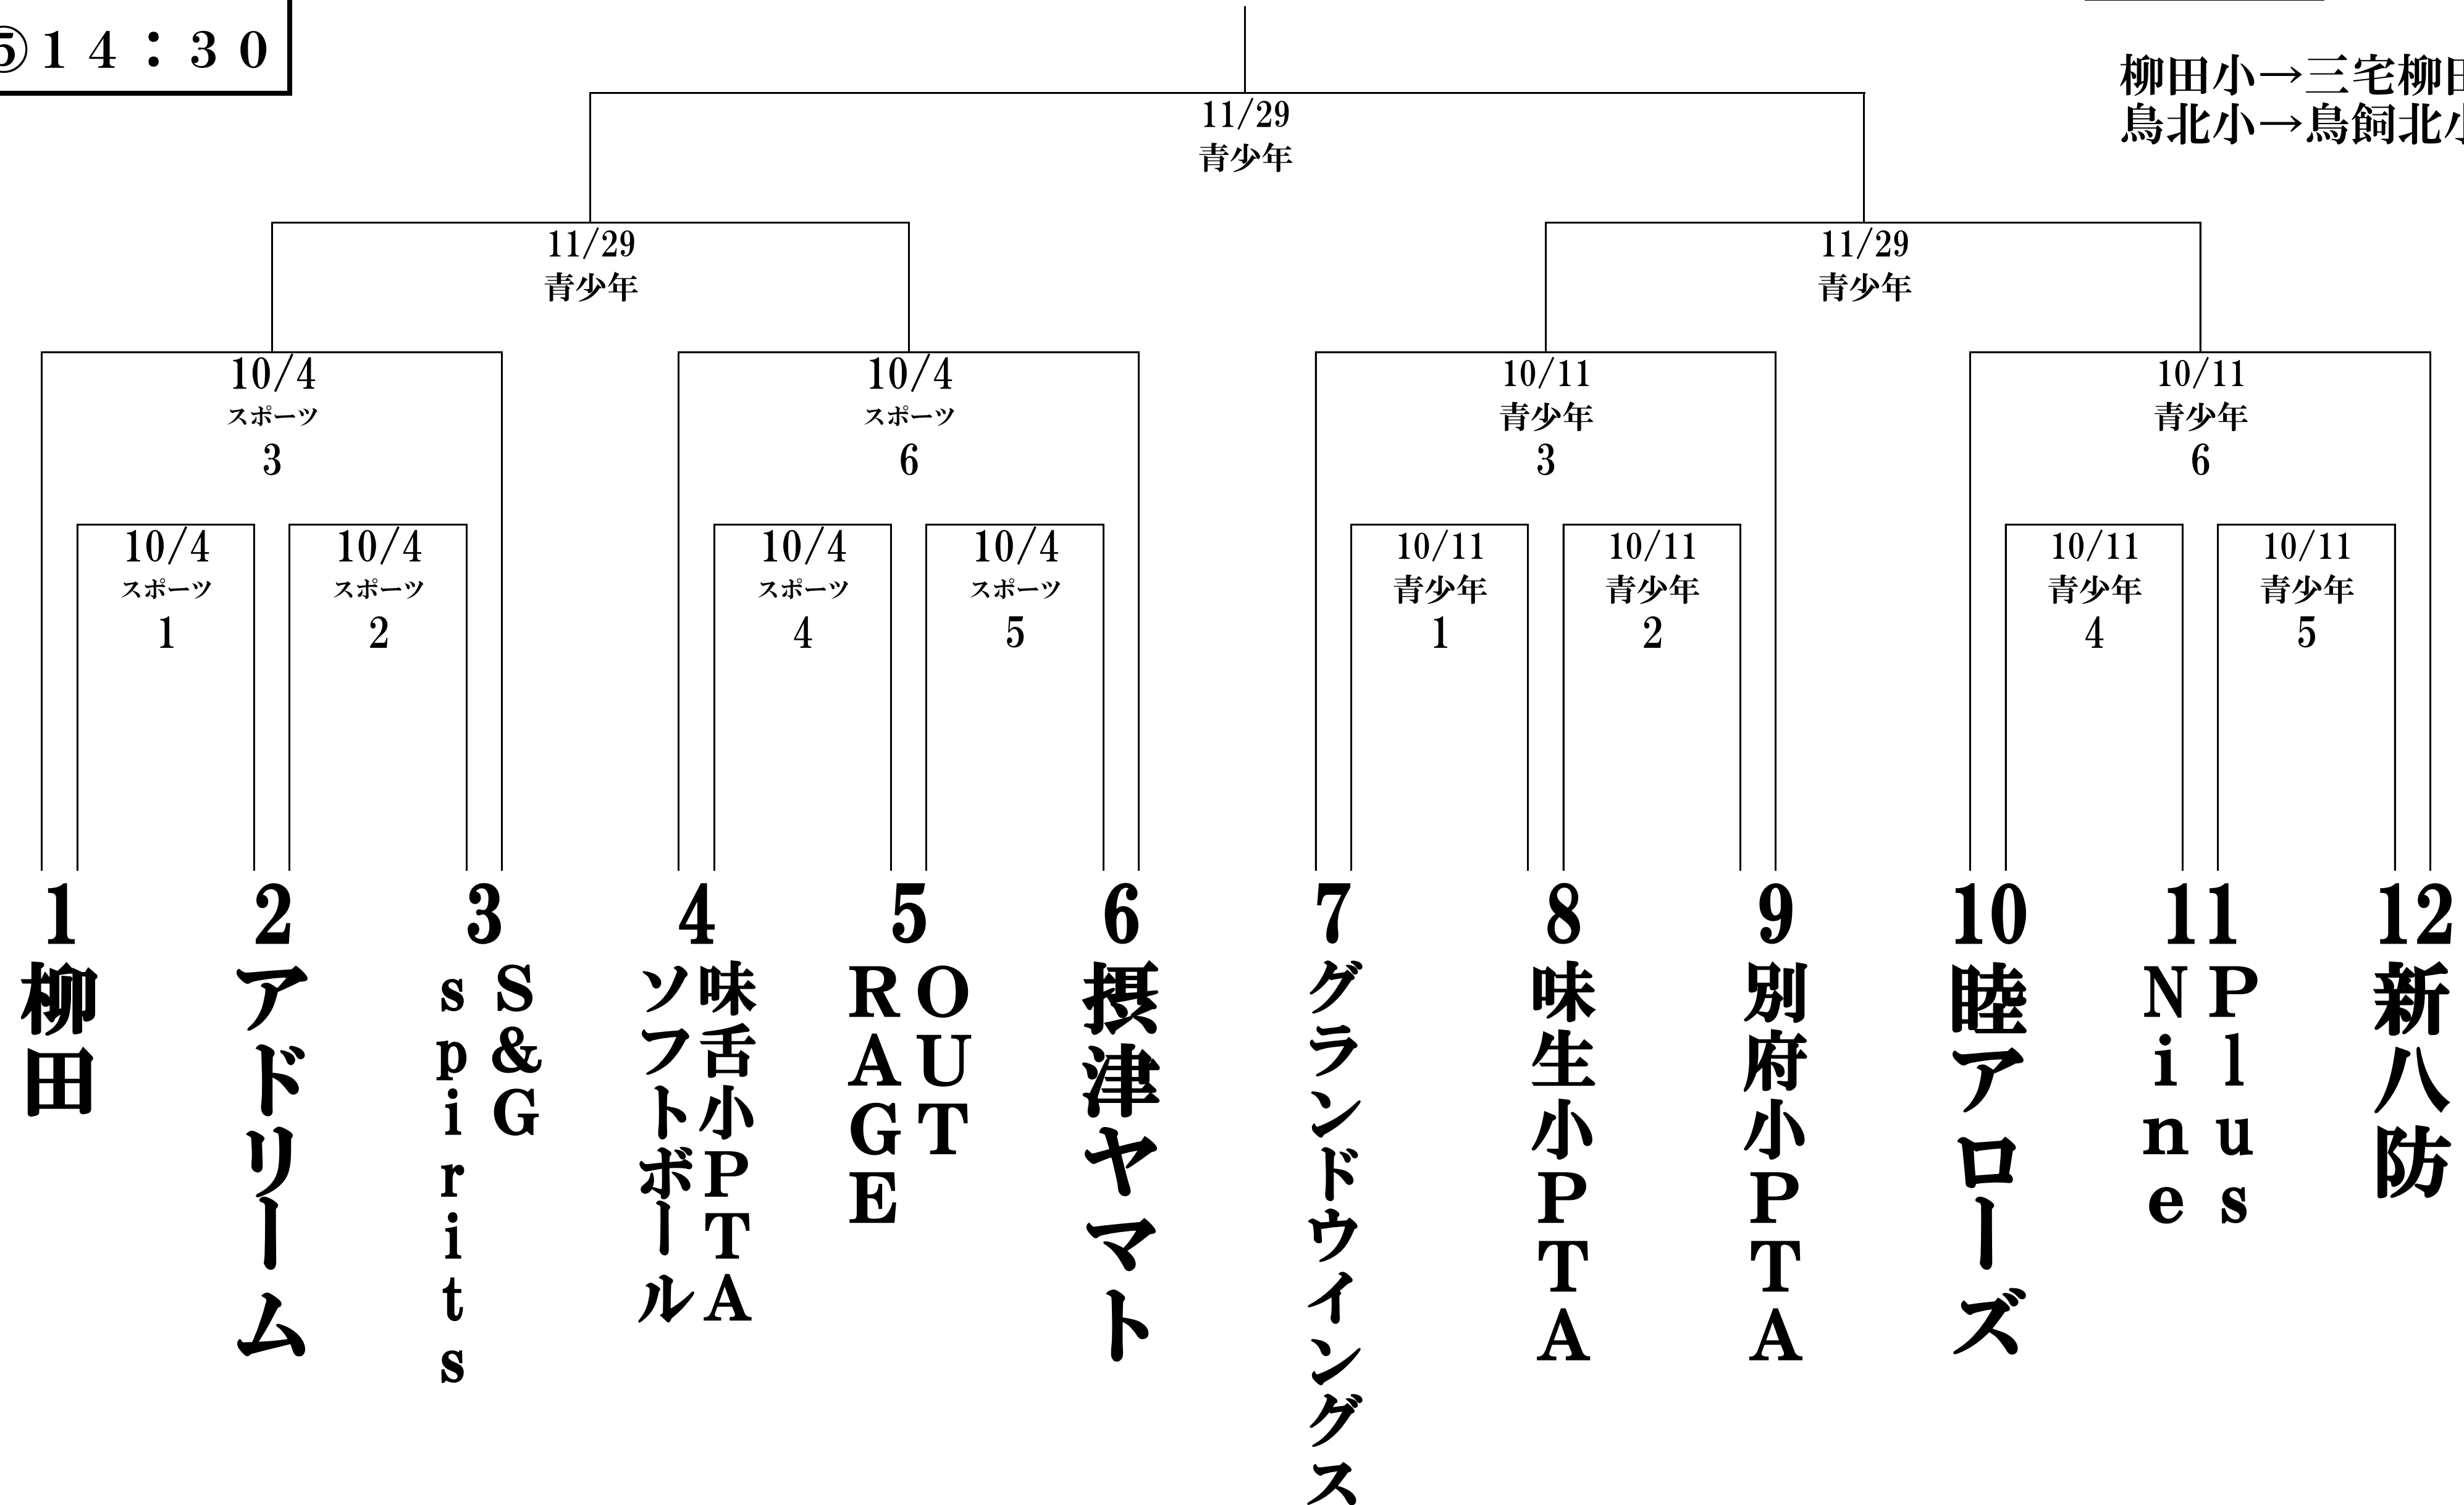 ⑤14:30
柳田小→三宅柳田
鳥北小→鳥飼北小
11/29
青少年
11/29
青少年
11/29
青少年
10/4
スポーツ
3
10/4
スポーツ
6
10/11
青少年
3
10/11
青少年
6
10/4
スポーツ
1
10/4
スポーツ
2
10/4
スポーツ
4
10/4
スポーツ
5
10/11
青少年
1
10/11
青少年
2
10/11
青少年
4
10/11
青少年
5
1
柳田
2
アドリーム
3
S&G
spirits
4
味舌小PTA
ソフトボール
5
OUT
RAGE
6
摂津ヤマト
7
グランドウイングス
8
味生小PTA
9
別府小PTA
10
睦アローズ
11
Plus
Nine
12
新八防